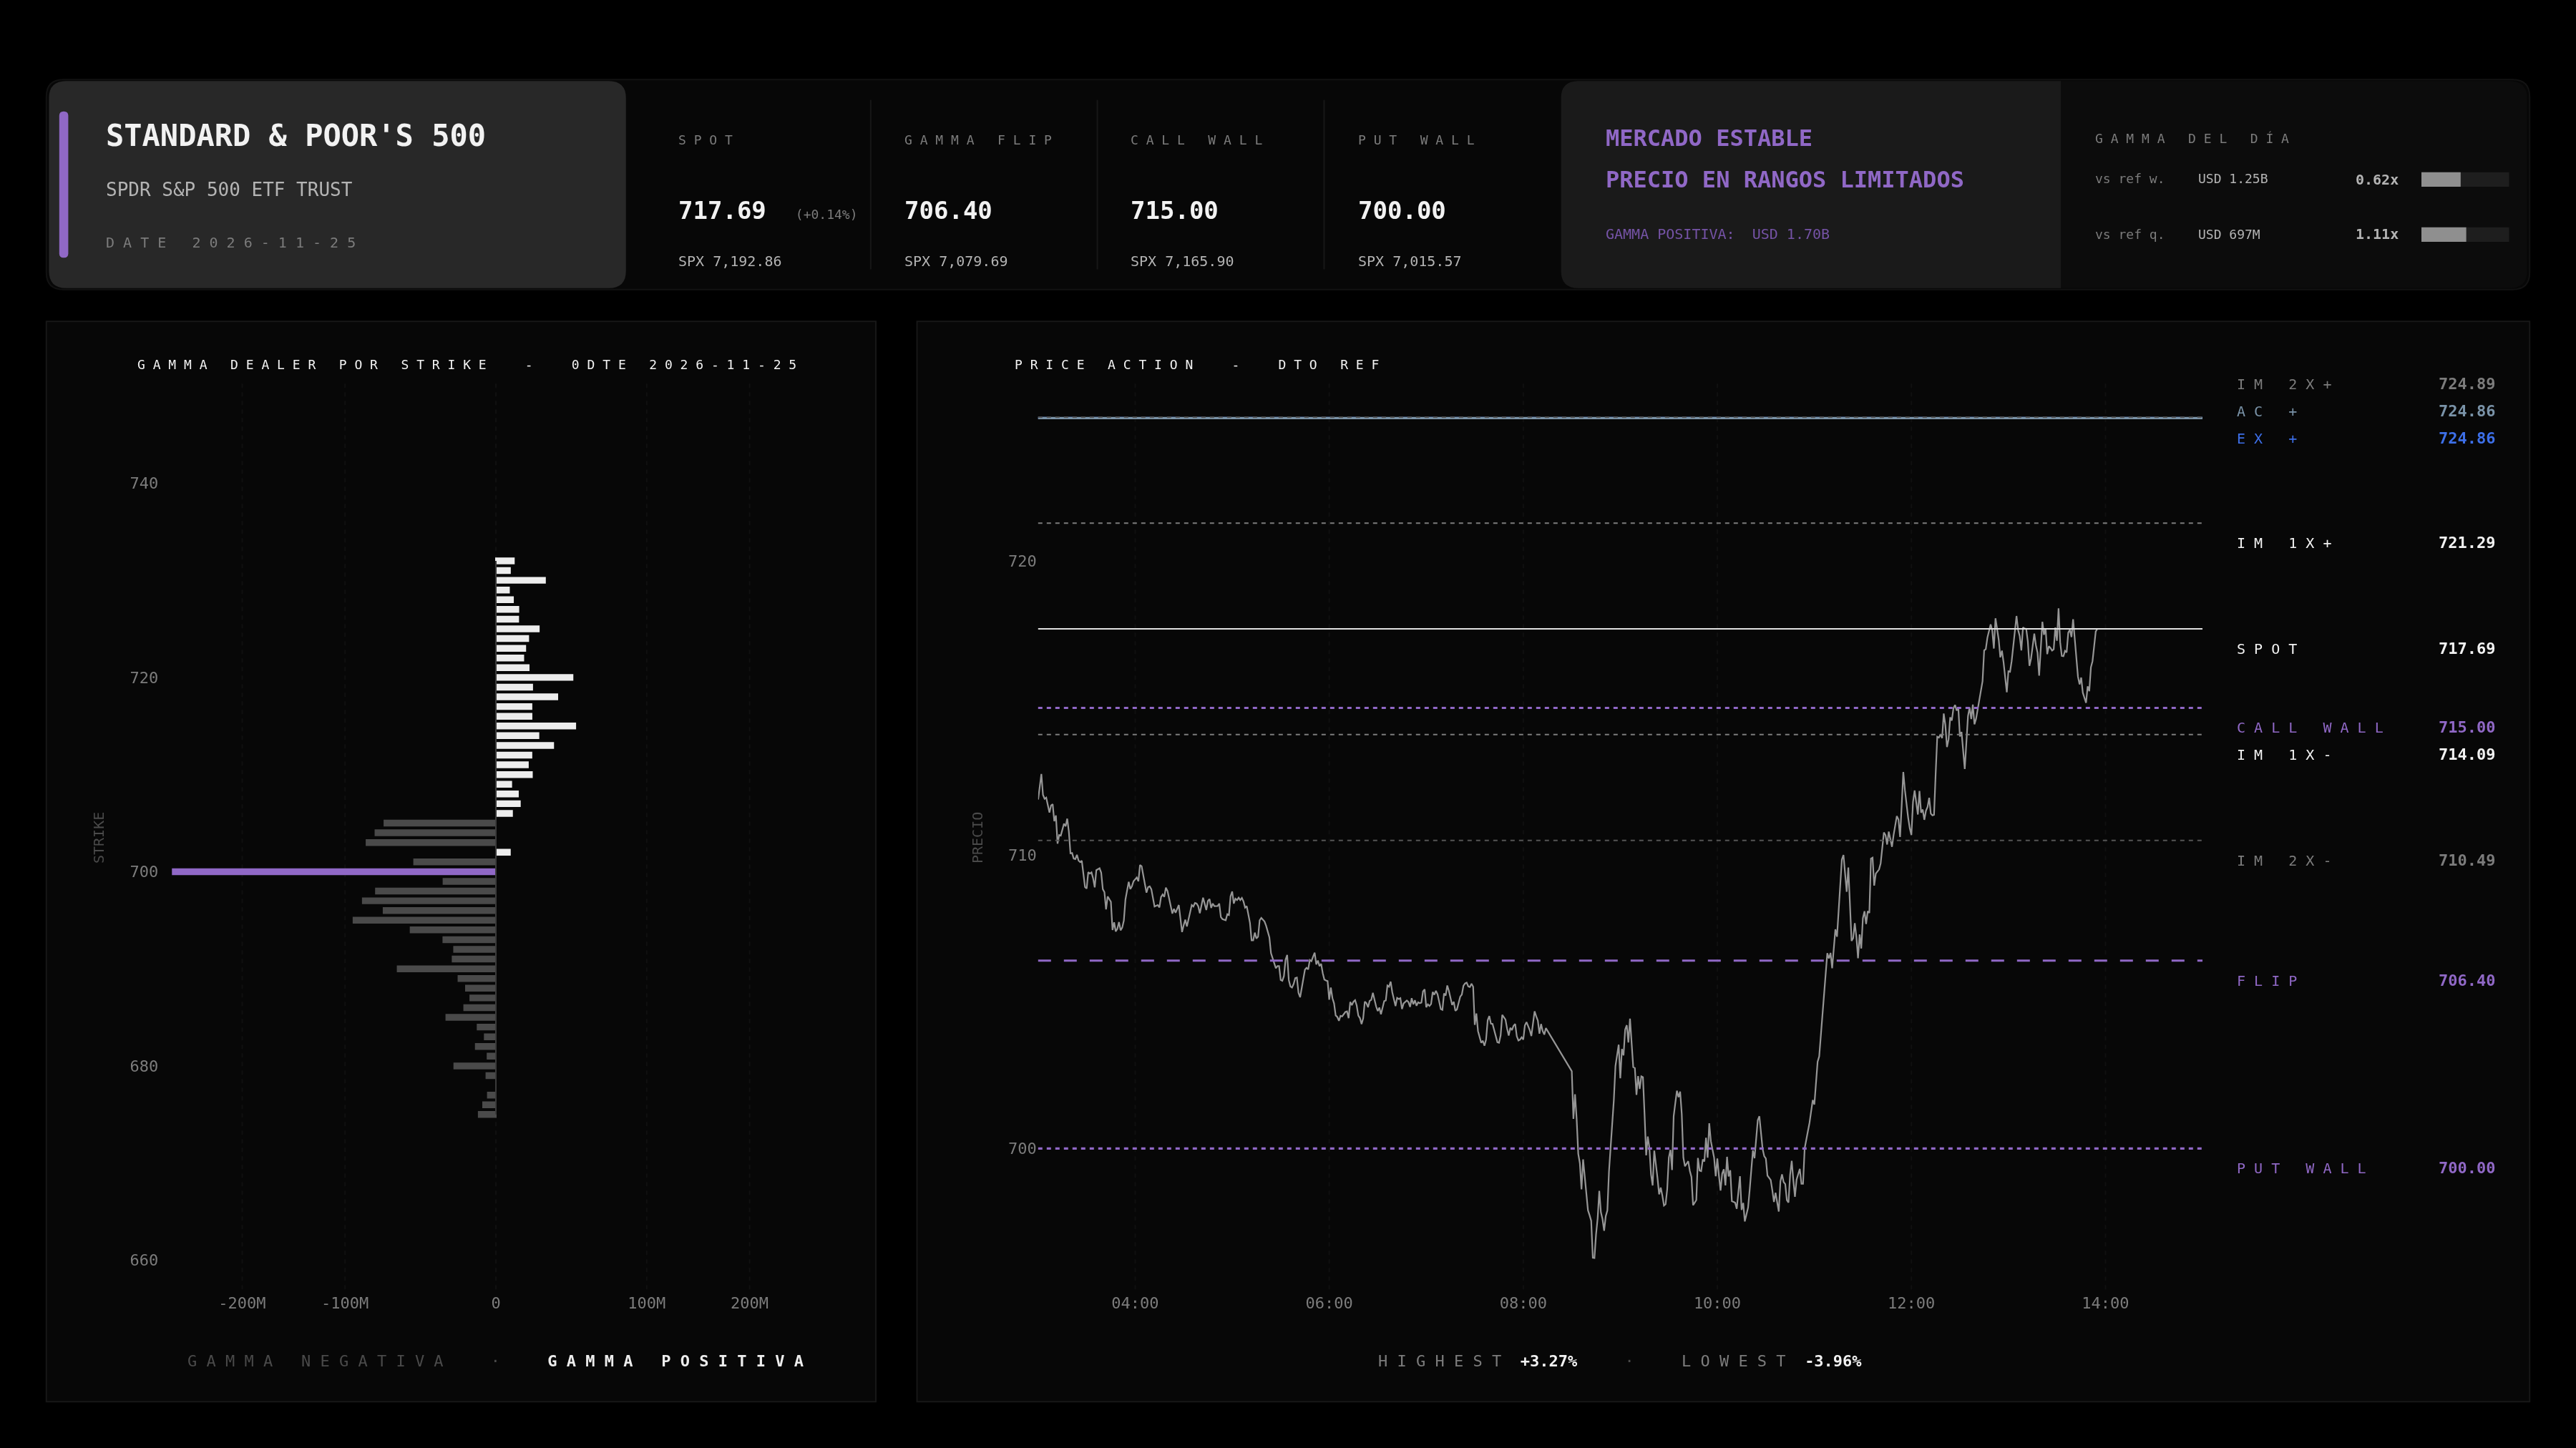 STANDARD & POOR'S 500
SPDR S&P 500 ETF TRUST
DATE 2026-11-25
SPOT
717.69 (+0.14%)
SPX 7,192.86
GAMMA FLIP
706.40
SPX 7,079.69
CALL WALL
715.00
SPX 7,165.90
PUT WALL
700.00
SPX 7,015.57
MERCADO ESTABLE
PRECIO EN RANGOS LIMITADOS
GAMMA POSITIVA: USD 1.70B
GAMMA DEL DÍA
vs ref w. USD 1.25B 0.62x
vs ref q. USD 697M 1.11x
GAMMA DEALER POR STRIKE - 0DTE 2026-11-25
STRIKE
740
720
700
680
660
-200M -100M 0 100M 200M
GAMMA NEGATIVA · GAMMA POSITIVA
PRICE ACTION - DTO REF
PRECIO
720
710
700
04:00 06:00 08:00 10:00 12:00 14:00
IM 2X+ 724.89
AC + 724.86
EX + 724.86
IM 1X+ 721.29
SPOT 717.69
CALL WALL 715.00
IM 1X- 714.09
IM 2X- 710.49
FLIP 706.40
PUT WALL 700.00
HIGHEST +3.27% · LOWEST -3.96%